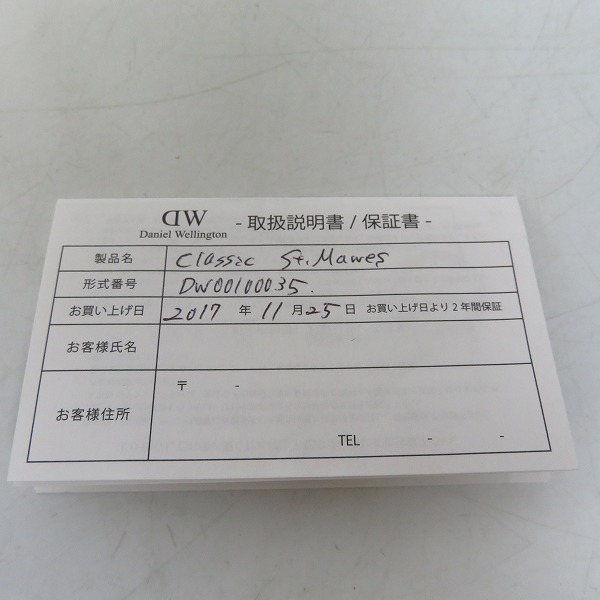 DW
Daniel Wellington
- 取扱説明書 / 保証書 -
製品名 Classic St.Mawes
形式番号 DW00100035.
お買い上げ日 2017 年 11 月 25 日 お買い上げ日より 2 年間保証
お客様氏名
お客様住所
〒 -
TEL - -